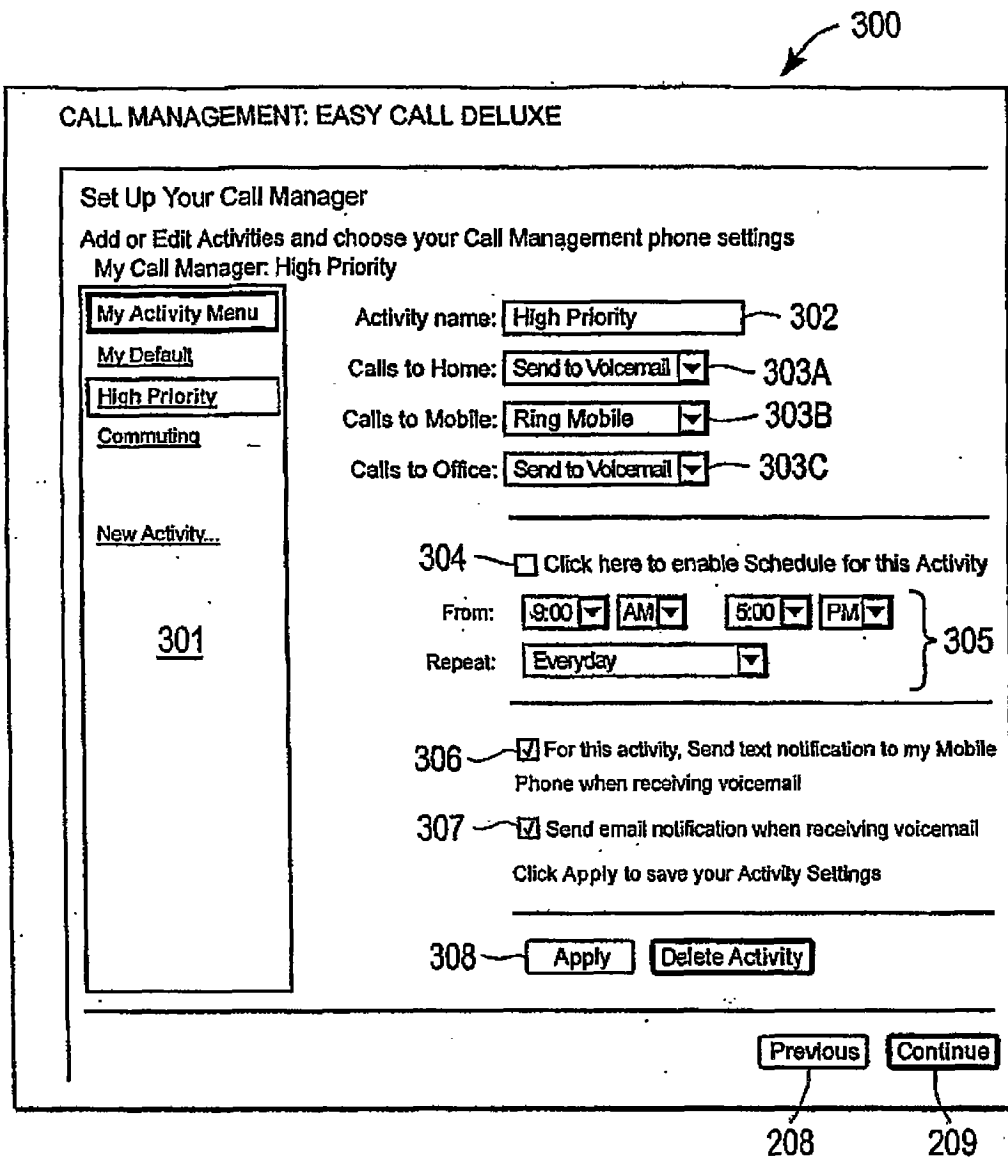 300
CALL MANAGEMENT: EASY CALL DELUXE
Set Up Your Call Manager
Add or Edit Activities and choose your Call Management phone settings
My Call Manager: High Priority
My Activity Menu
My Default
High Priority
Commuting
New Activity...
301
Activity name: High Priority 302
Calls to Home: Send to Voicemail 303A
Calls to Mobile: Ring Mobile 303B
Calls to Office: Send to Voicemail 303C
304 Click here to enable Schedule for this Activity
From: 9:00 AM 5:00 PM
Repeat: Everyday
305
306 For this activity, Send text notification to my Mobile
Phone when receiving voicemail
307 Send email notification when receiving voicemail
Click Apply to save your Activity Settings
308 Apply Delete Activity
Previous Continue
208 209